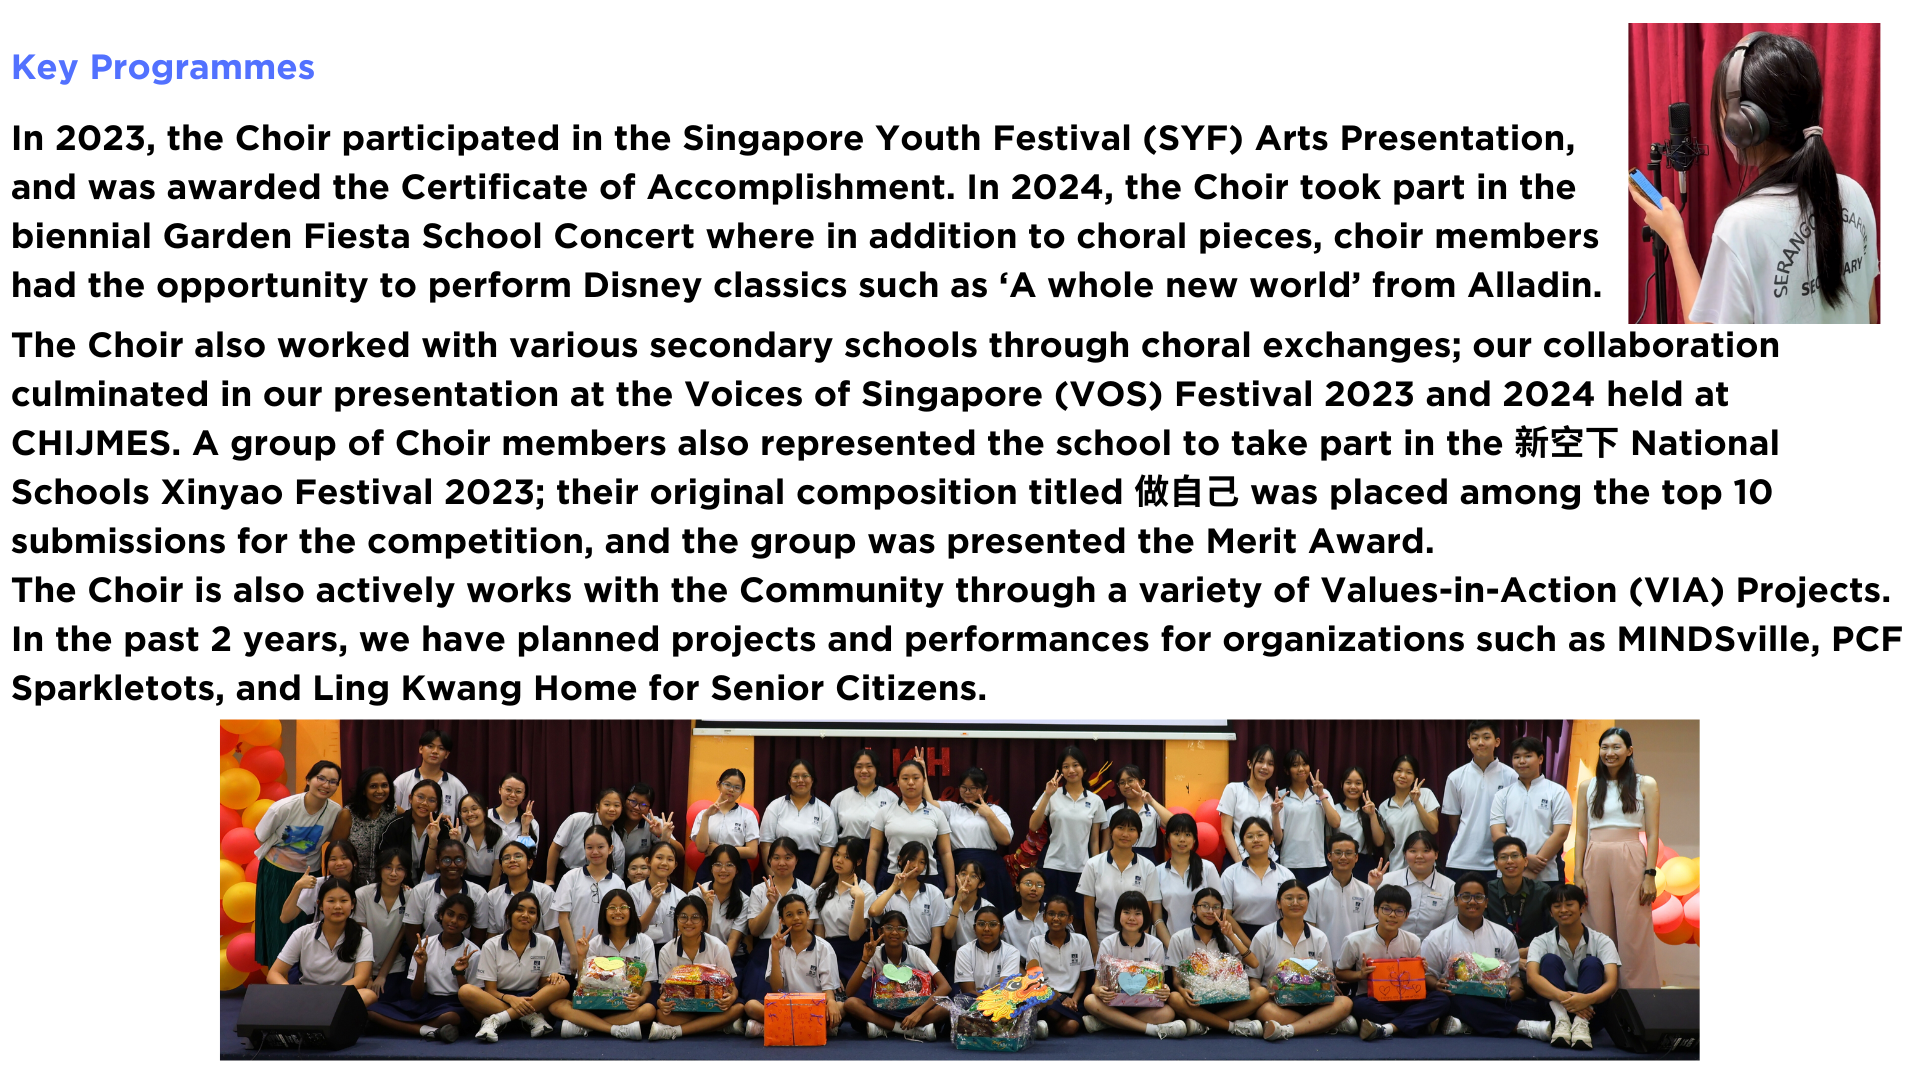 Key Programmes
In 2023, the Choir participated in the Singapore Youth Festival (SYF) Arts Presentation,
and was awarded the Certificate of Accomplishment. In 2024, the Choir took part in the
biennial Garden Fiesta School Concert where in addition to choral pieces, choir members
had the opportunity to perform Disney classics such as ‘A whole new world’ from Alladin.
The Choir also worked with various secondary schools through choral exchanges; our collaboration
culminated in our presentation at the Voices of Singapore (VOS) Festival 2023 and 2024 held at
CHIJMES. A group of Choir members also represented the school to take part in the 新空下 National
Schools Xinyao Festival 2023; their original composition titled 做自己 was placed among the top 10
submissions for the competition, and the group was presented the Merit Award.
The Choir is also actively works with the Community through a variety of Values-in-Action (VIA) Projects.
In the past 2 years, we have planned projects and performances for organizations such as MINDSville, PCF
Sparkletots, and Ling Kwang Home for Senior Citizens.